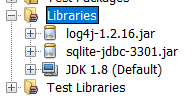 Test Packages
Libraries
log4j-1.2.16.jar
sqlite-jdbc-3301.jar
JDK 1.8 (Default)
Test Libraries